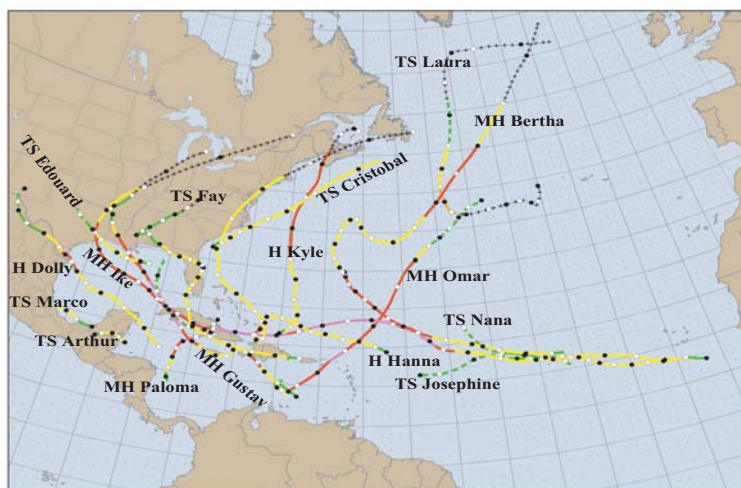 TS Laura
MH Bertha
TS Edouard
TS Fay
TS Cristobal
H Kyle
H Dolly
MH Ike
MH Omar
TS Marco
TS Nana
TS Arthur
H Hanna
MH Paloma
MH Gustav
TS Josephine